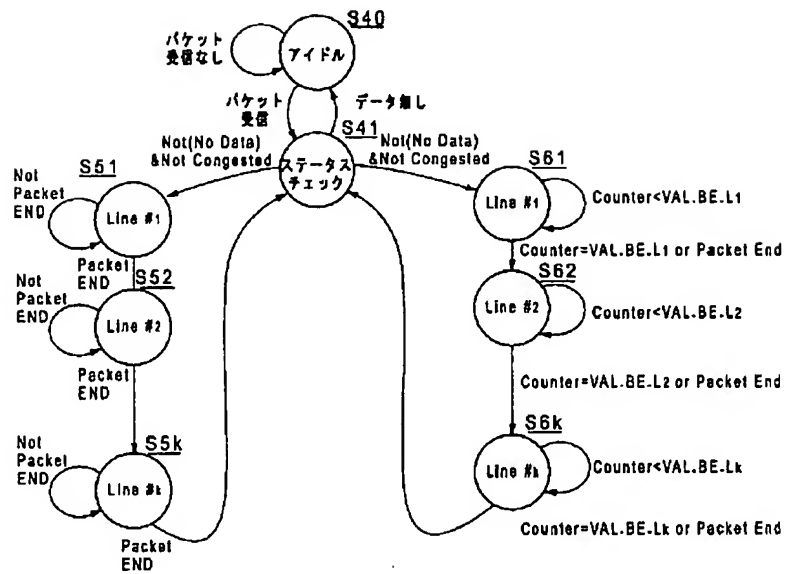 S40
パケット
受信なし
アイドル
パケット
受信
データ無し
S41
Not(No Data)
&Not Congested
ステータス
チェック
Not(No Data)
&Not Congested
S51
Not
Packet
END
Line #1
Packet
END
S52
Not
Packet
END
Line #2
Packet
END
S5k
Not
Packet
END
Line #k
Packet
END
S61
Line #1
Counter<VAL.BE.L1
Counter=VAL.BE.L1 or Packet End
S62
Line #2
Counter<VAL.BE.L2
Counter=VAL.BE.L2 or Packet End
S6k
Line #k
Counter<VAL.BE.Lk
Counter=VAL.BE.Lk or Packet End